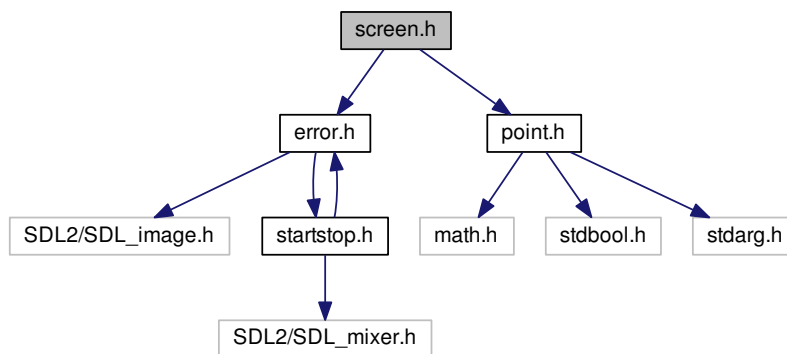 screen.h
error.h
point.h
SDL2/SDL_image.h
startstop.h
math.h
stdbool.h
stdarg.h
SDL2/SDL_mixer.h